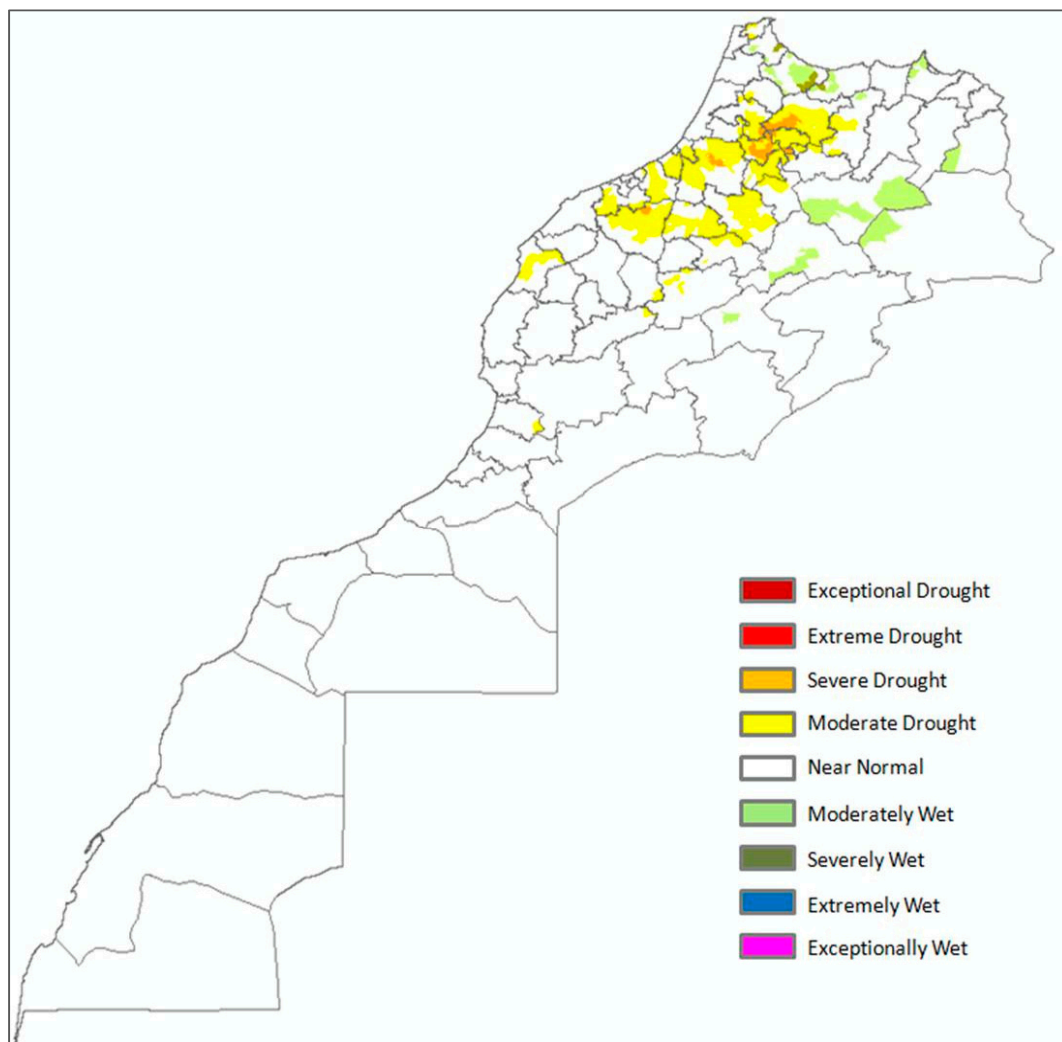 Exceptional Drought
Extreme Drought
Severe Drought
Moderate Drought
Near Normal
Moderately Wet
Severely Wet
Extremely Wet
Exceptionally Wet